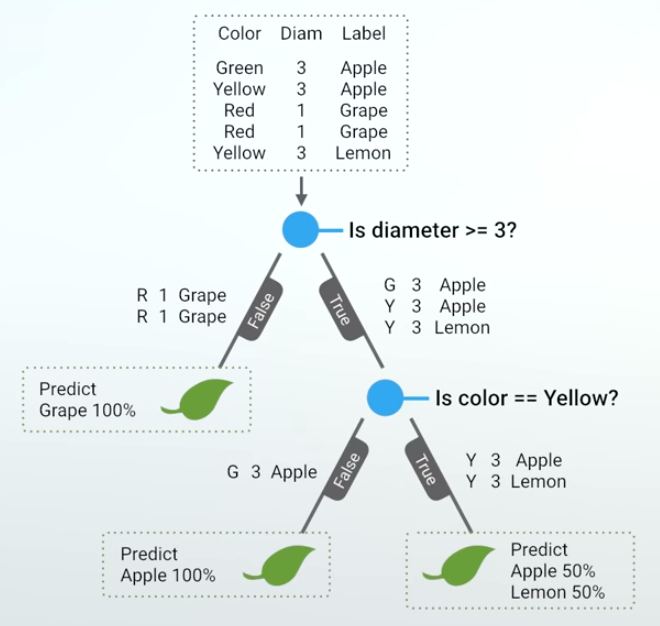 Color Diam Label
Green 3 Apple
Yellow 3 Apple
Red 1 Grape
Red 1 Grape
Yellow 3 Lemon
Is diameter >= 3?
R 1 Grape
R 1 Grape
False
True
G 3 Apple
Y 3 Apple
Y 3 Lemon
Predict
Grape 100%
Is color == Yellow?
G 3 Apple
False
True
Y 3 Apple
Y 3 Lemon
Predict
Apple 100%
Predict
Apple 50%
Lemon 50%